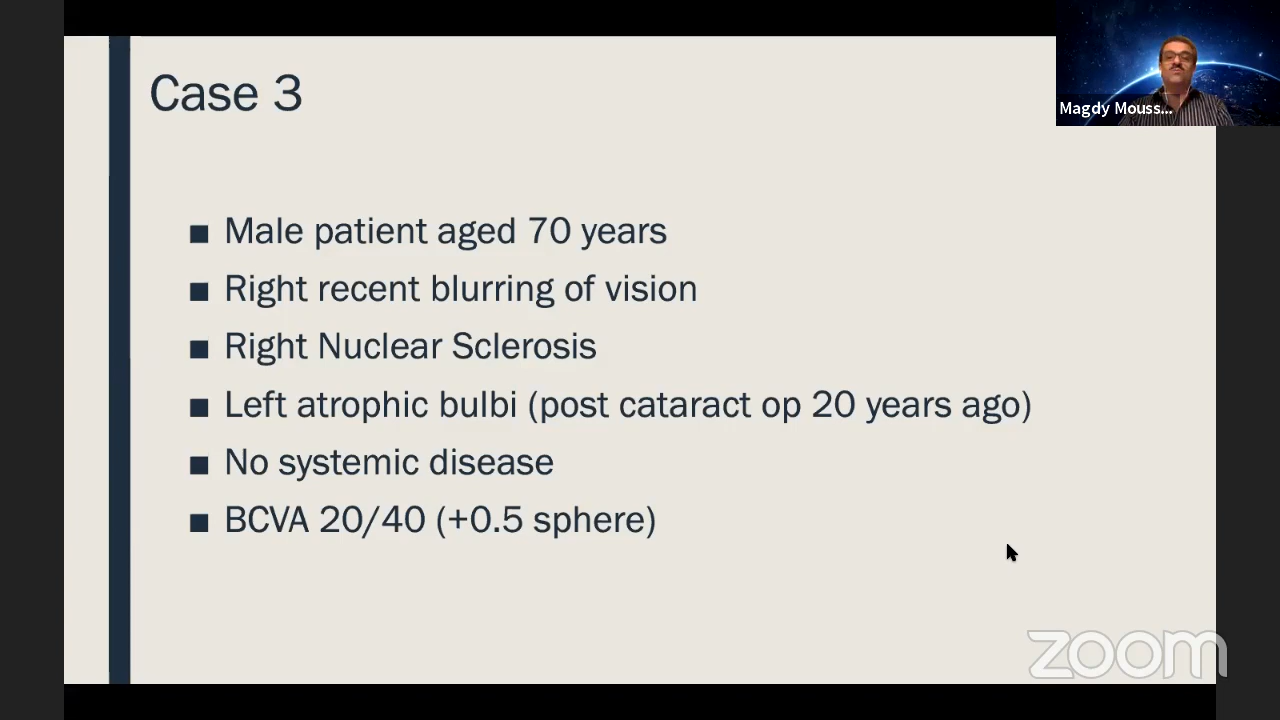 Case 3
Magdy Mouss...
■ Male patient aged 70 years
■ Right recent blurring of vision
■ Right Nuclear Sclerosis
■ Left atrophic bulbi (post cataract op 20 years ago)
■ No systemic disease
■ BCVA 20/40 (+0.5 sphere)
zoom